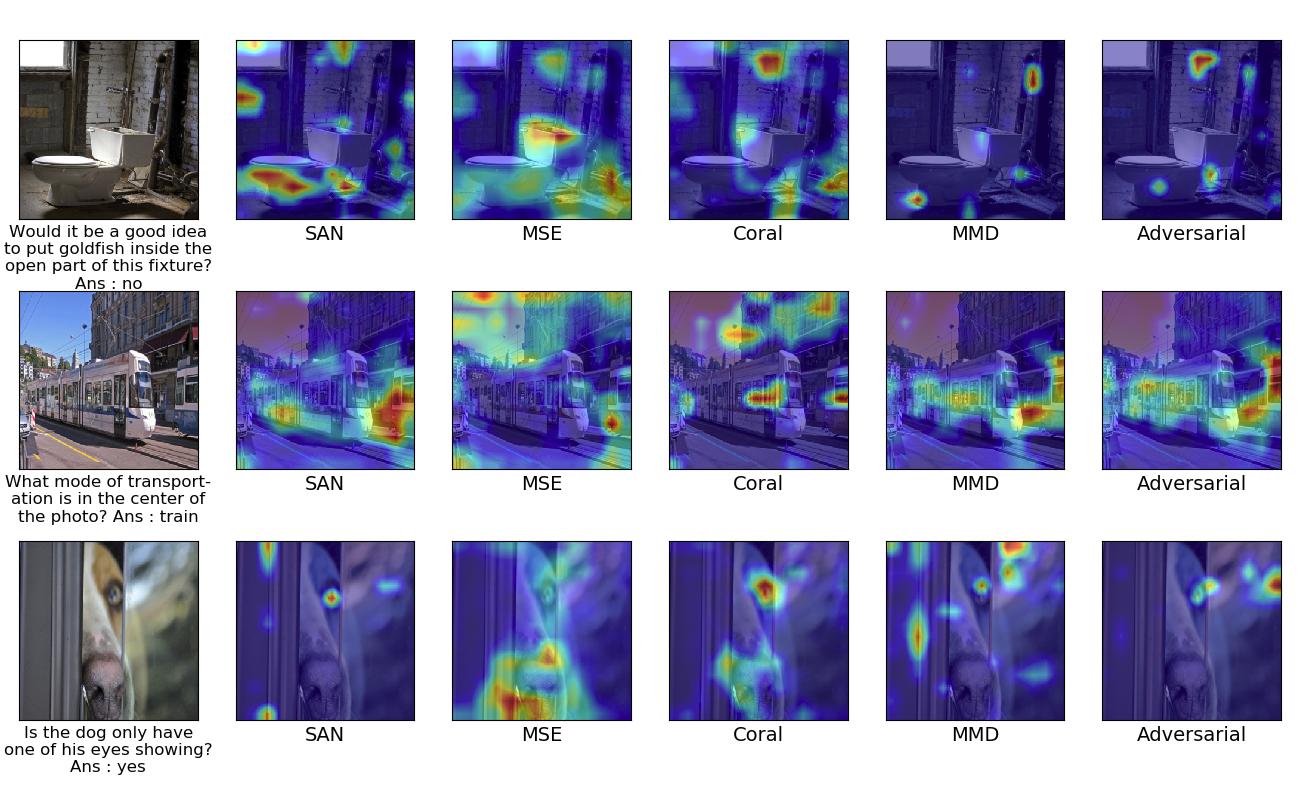 Would it be a good idea
to put goldfish inside the
open part of this fixture?
Ans : no
SAN
MSE
Coral
MMD
Adversarial
What mode of transport-
ation is in the center of
the photo? Ans : train
SAN
MSE
Coral
MMD
Adversarial
Is the dog only have
one of his eyes showing?
Ans : yes
SAN
MSE
Coral
MMD
Adversarial